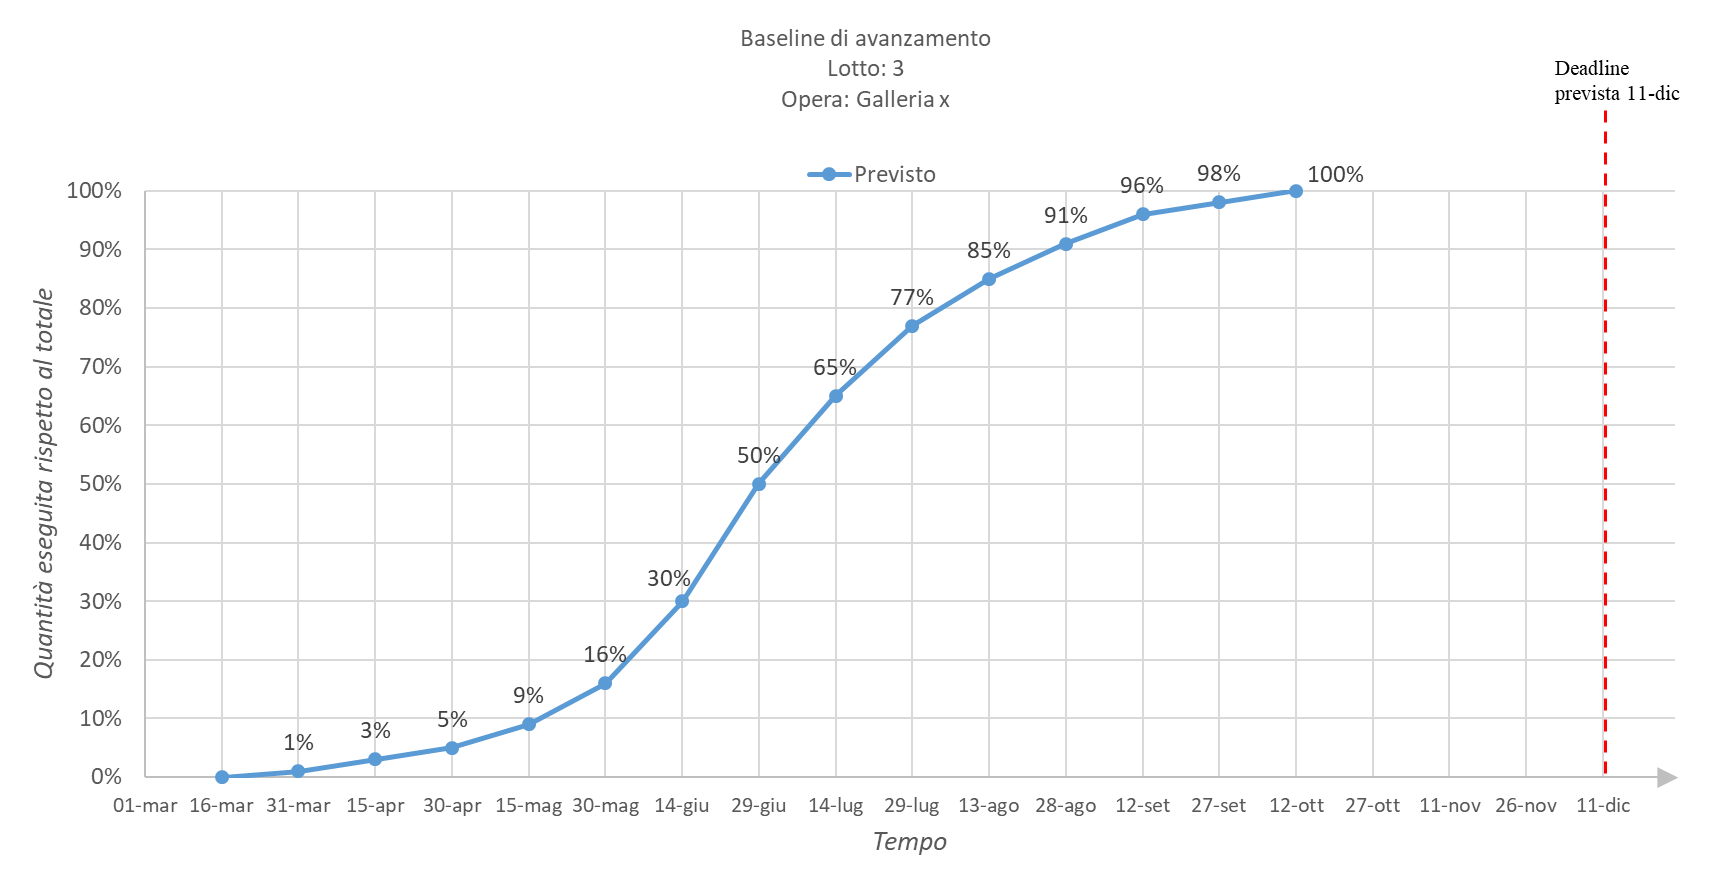 Baseline di avanzamento
Lotto: 3
Opera: Galleria x
Deadline
prevista 11-dic
Previsto
100%
90%
80%
70%
60%
50%
40%
30%
20%
10%
0%
Quantità eseguita rispetto al totale
1%
3%
5%
9%
16%
30%
50%
65%
77%
85%
91%
96%
98%
100%
01-mar 16-mar 31-mar 15-apr 30-apr 15-mag 30-mag 14-giu 29-giu 14-lug 29-lug 13-ago 28-ago 12-set 27-set 12-ott 27-ott 11-nov 26-nov 11-dic
Tempo